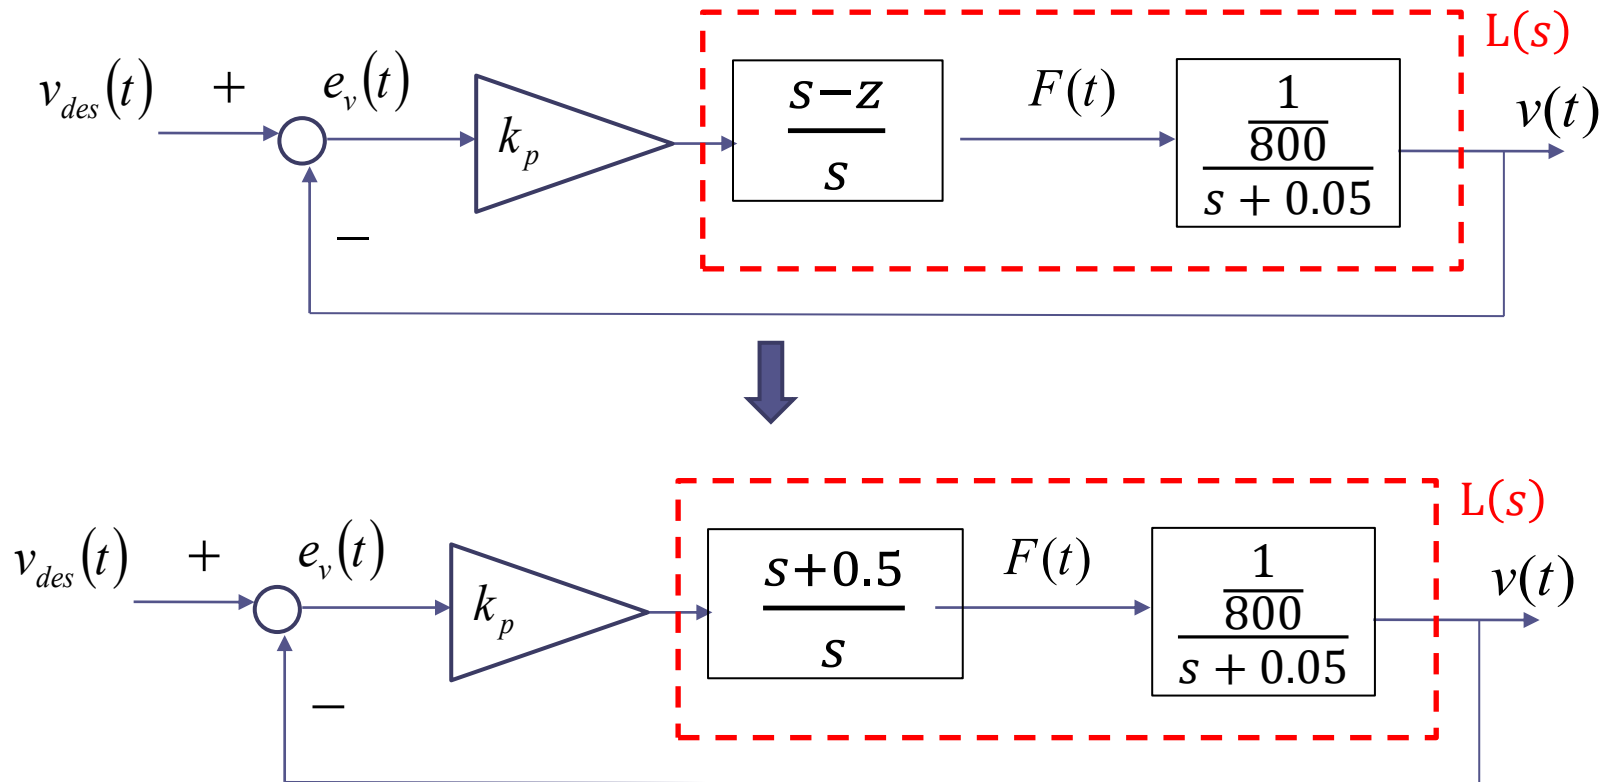 L(s)
v_des(t) + e_v(t) k_p s−z F(t) 1 v(t)
s 800
s + 0.05
−
L(s)
v_des(t) + e_v(t) k_p s+0.5 F(t) 1 v(t)
s 800
s + 0.05
−